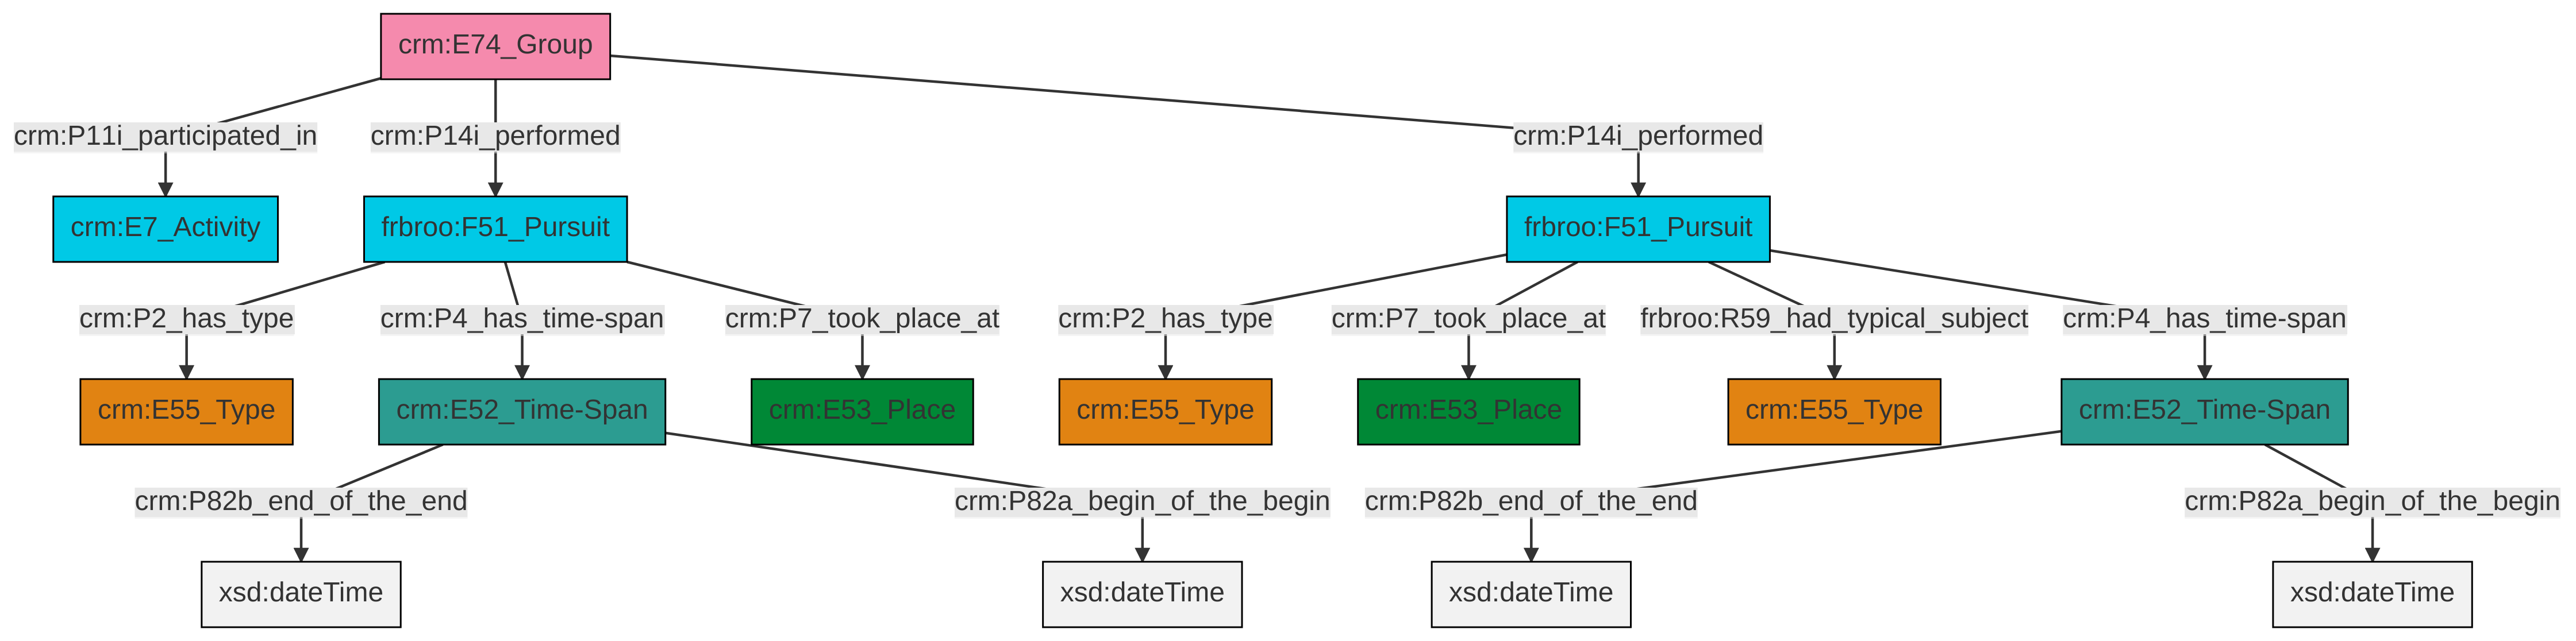 crm:E74_Group
crm:P11i_participated_in
crm:P14i_performed
crm:P14i_performed
crm:E7_Activity
frbroo:F51_Pursuit
frbroo:F51_Pursuit
crm:P2_has_type
crm:P4_has_time-span
crm:P7_took_place_at
crm:P2_has_type
crm:P7_took_place_at
frbroo:R59_had_typical_subject
crm:P4_has_time-span
crm:E55_Type
crm:E52_Time-Span
crm:E53_Place
crm:E55_Type
crm:E53_Place
crm:E55_Type
crm:E52_Time-Span
crm:P82b_end_of_the_end
crm:P82a_begin_of_the_begin
crm:P82b_end_of_the_end
crm:P82a_begin_of_the_begin
xsd:dateTime
xsd:dateTime
xsd:dateTime
xsd:dateTime